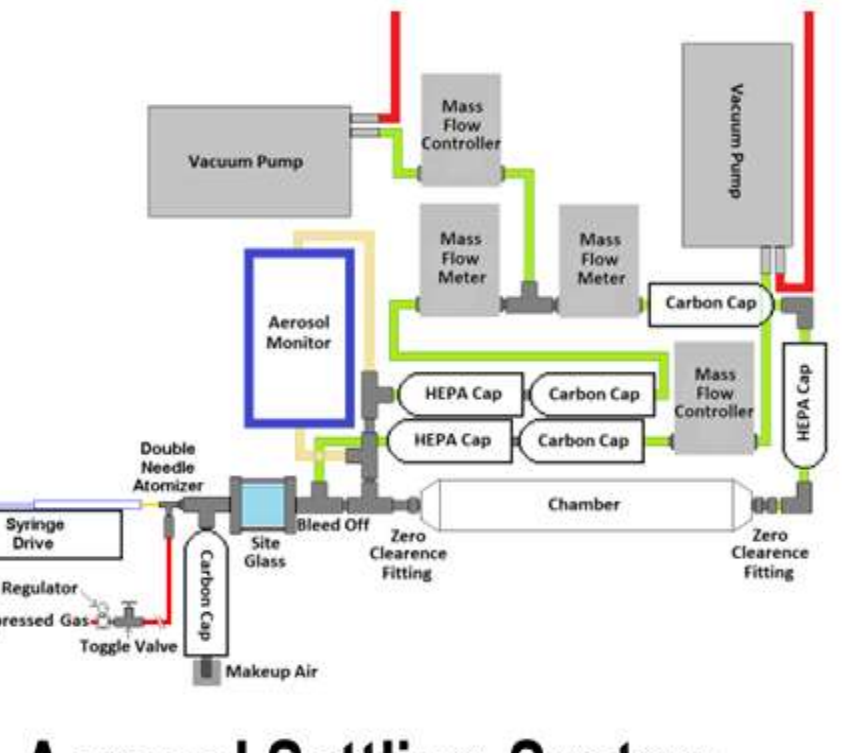 Mass
Flow
Controller
Vacuum Pump
Vacuum Pump
Mass
Flow
Meter
Mass
Flow
Meter
Carbon Cap
Aerosol
Monitor
HEPA Cap
Carbon Cap
Mass
Flow
Controller
HEPA Cap
HEPA Cap
Carbon Cap
Double
Needle
Atomizer
Chamber
Syringe
Drive
Site
Glass
Bleed Off
Zero
Clearence
Fitting
Zero
Clearence
Fitting
Carbon Cap
Regulator
Gas
Toggle Valve
Makeup Air